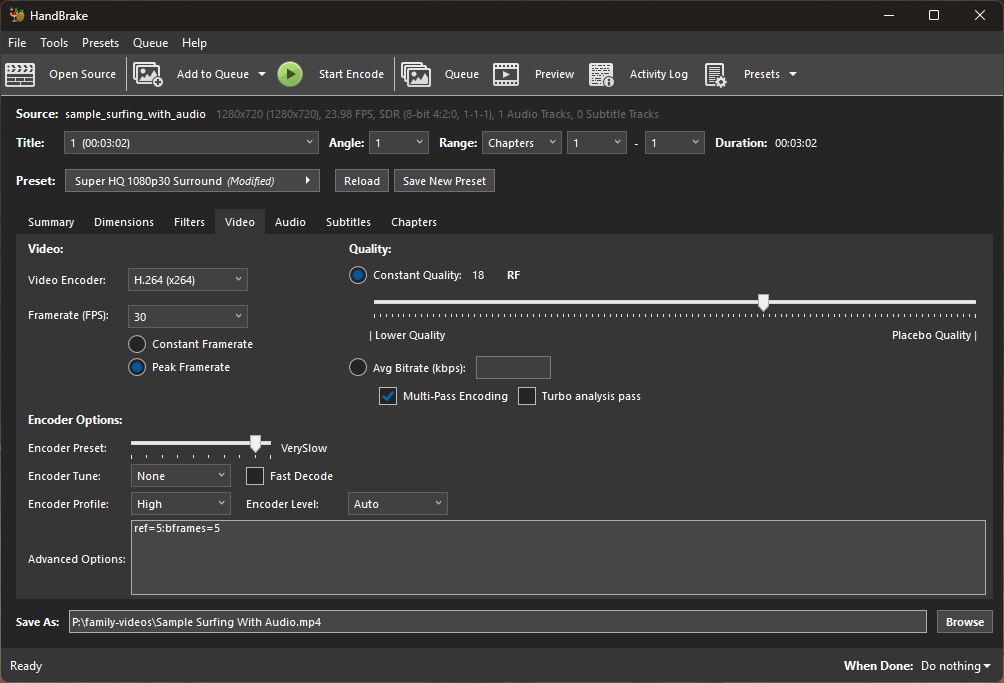 HandBrake
File Tools Presets Queue Help
Open Source Add to Queue Start Encode Queue Preview Activity Log Presets
Source: sample_surfing_with_audio 1280x720 (1280x720), 23.98 FPS, SDR (8-bit 4:2:0, 1-1-1), 1 Audio Tracks, 0 Subtitle Tracks
Title: 1 (00:03:02) Angle: 1 Range: Chapters 1 - 1 Duration: 00:03:02
Preset: Super HQ 1080p30 Surround (Modified) Reload Save New Preset
Summary Dimensions Filters Video Audio Subtitles Chapters
Video: Quality:
Video Encoder: H.264 (x264) Constant Quality: 18 RF
Framerate (FPS): 30
| Lower Quality Placebo Quality |
Constant Framerate
Peak Framerate Avg Bitrate (kbps):
Multi-Pass Encoding Turbo analysis pass
Encoder Options:
Encoder Preset: VerySlow
Encoder Tune: None Fast Decode
Encoder Profile: High Encoder Level: Auto
ref=5:bframes=5
Advanced Options:
Save As: P:\family-videos\Sample Surfing With Audio.mp4 Browse
Ready When Done: Do nothing